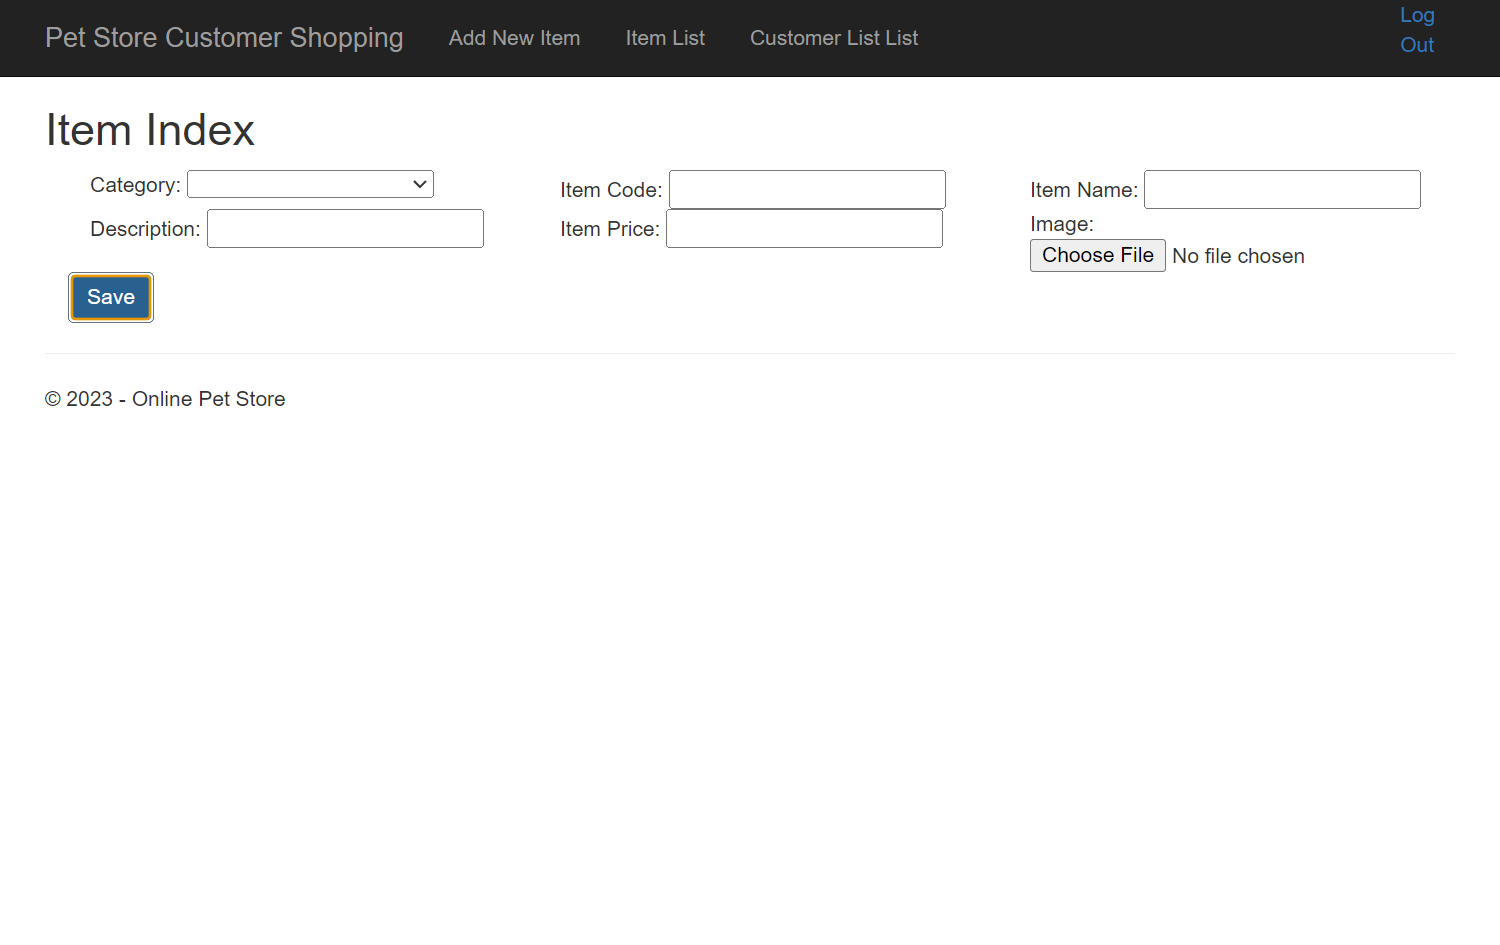 Pet Store Customer Shopping Add New Item Item List Customer List List Log
Out
Item Index
Category: Item Code: Item Name:
Description: Item Price: Image:
Choose File No file chosen
Save
© 2023 - Online Pet Store